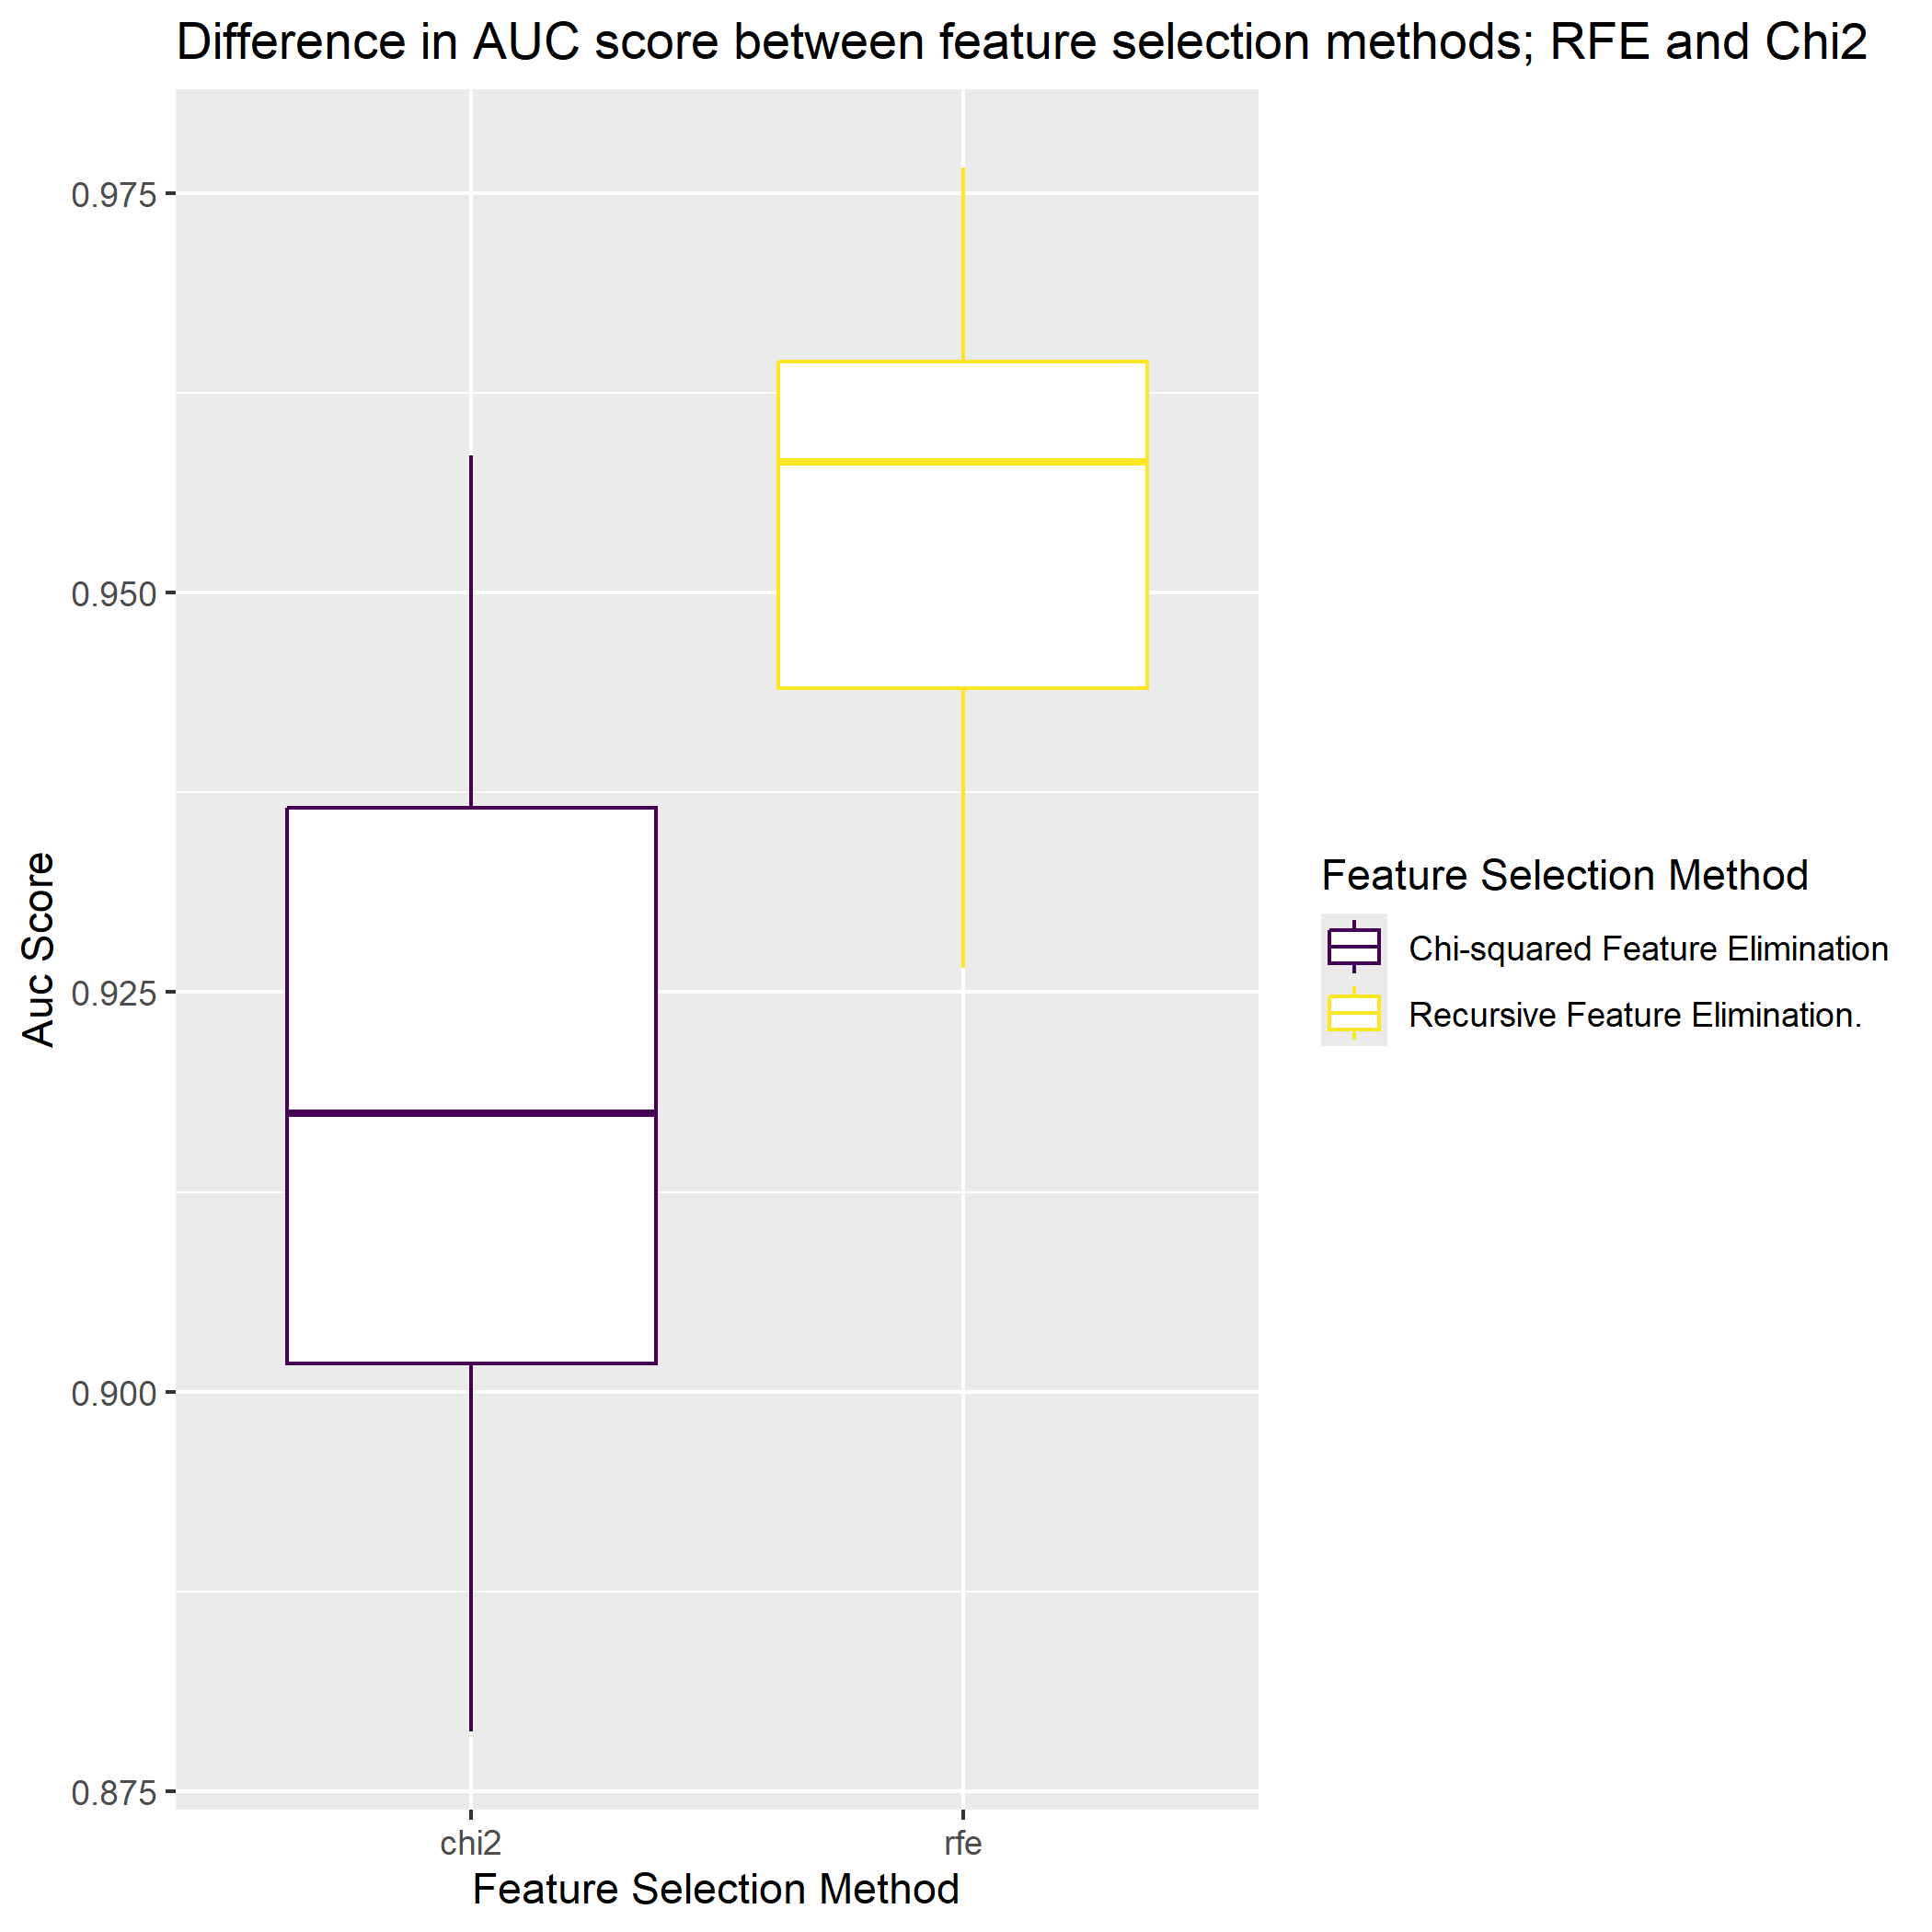 Difference in AUC score between feature selection methods; RFE and Chi2
0.975
0.950
0.925
0.900
0.875
Auc Score
chi2
rfe
Feature Selection Method
Feature Selection Method
Chi-squared Feature Elimination
Recursive Feature Elimination.